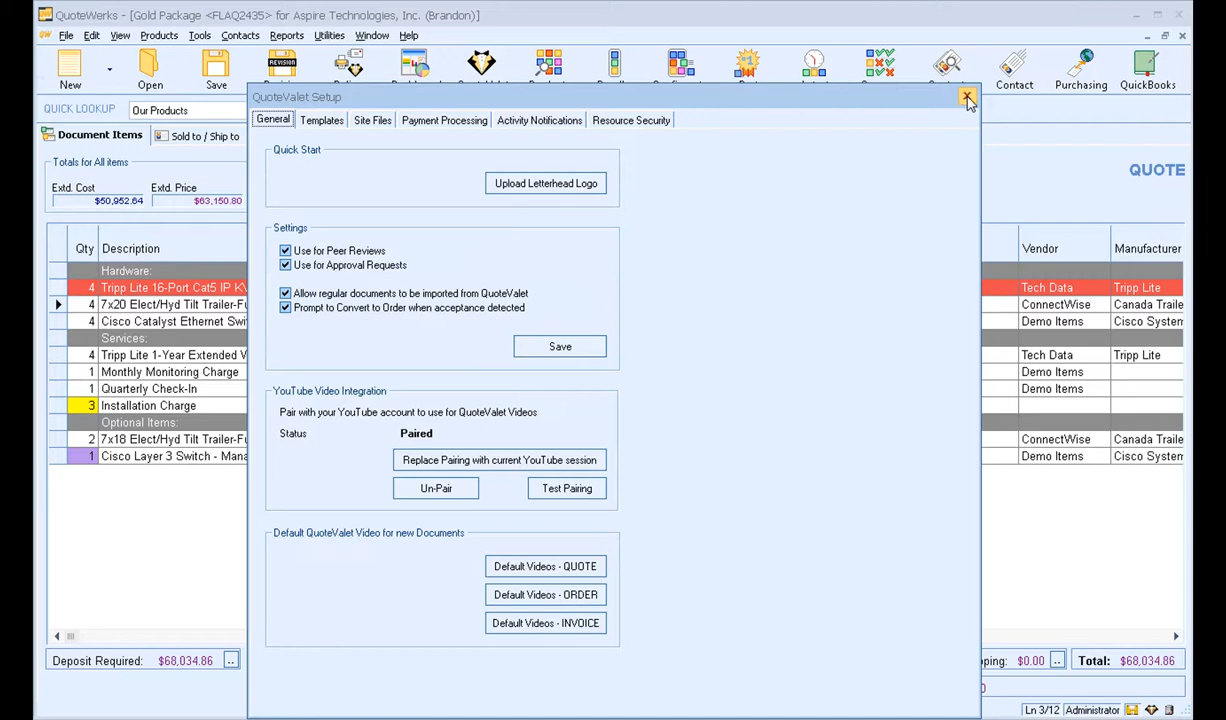 QuoteWerks - [Gold Package <FLAQ2435> for Aspire Technologies, Inc. (Brandon)]
File Edit View Products Tools Contacts Reports Utilities Window Help
New Open Save Contact Purchasing QuickBooks
QUICK LOOKUP Our Products
QuoteValet Setup
General Templates Site Files Payment Processing Activity Notifications Resource Security
Document Items Sold to / Ship to
Totals for All items
Extd. Cost Extd. Price
$50,952.64 $63,150.80
QUOTE
Quick Start
Upload Letterhead Logo
Settings
Use for Peer Reviews
Use for Approval Requests
Allow regular documents to be imported from QuoteValet
Prompt to Convert to Order when acceptance detected
Save
YouTube Video Integration
Pair with your YouTube account to use for QuoteValet Videos
Status Paired
Replace Pairing with current YouTube session
Un-Pair Test Pairing
Default QuoteValet Video for new Documents
Default Videos - QUOTE
Default Videos - ORDER
Default Videos - INVOICE
Qty Description Vendor Manufacturer
Hardware:
4 Tripp Lite 16-Port Cat5 IP KV Tech Data Tripp Lite
4 7x20 Elect/Hyd Tilt Trailer-Fu ConnectWise Canada Traile
4 Cisco Catalyst Ethernet Swi Demo Items Cisco System
Services:
4 Tripp Lite 1-Year Extended V Tech Data Tripp Lite
1 Monthly Monitoring Charge Demo Items
1 Quarterly Check-In Demo Items
3 Installation Charge
Optional Items:
2 7x18 Elect/Hyd Tilt Trailer-Fu ConnectWise Canada Traile
1 Cisco Layer 3 Switch - Mana Demo Items Cisco System
Deposit Required: $68,034.86 .. pping: $0.00 .. Total: $68,034.86
0
Ln 3/12 Administrator